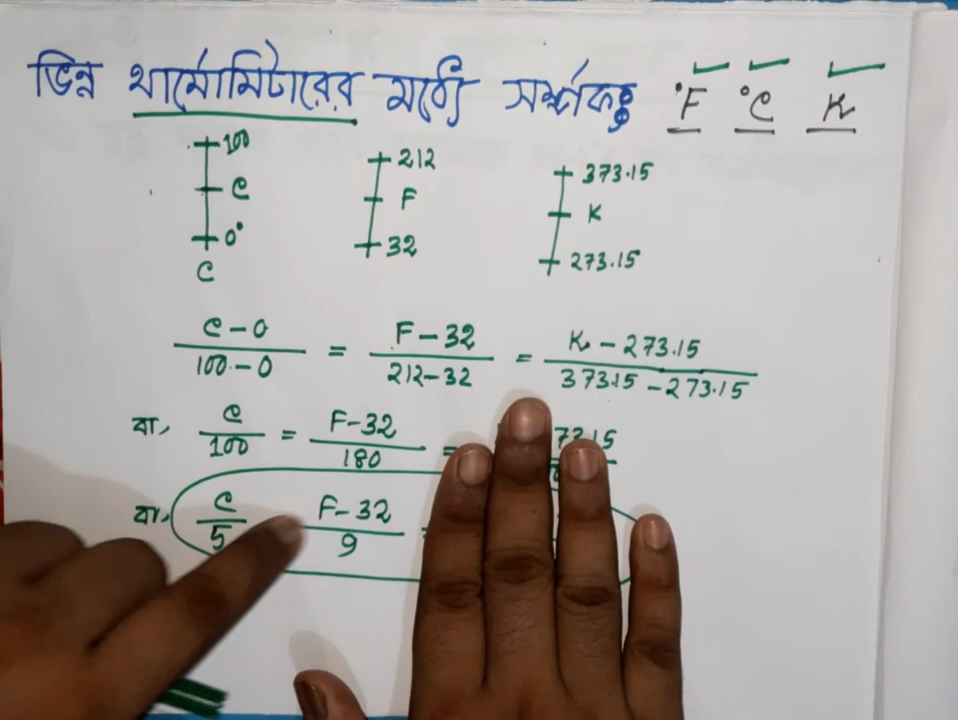 ভিন্ন থার্মোমিটারের মধ্যে সম্পর্কঃ °F °C K
100 212 373.15
C F K
0° 32 273.15
C
C-0/100-0 = F-32/212-32 = K-273.15/373.15-273.15
বা, C/100 = F-32/180 =
বা, C/5 F-32/9